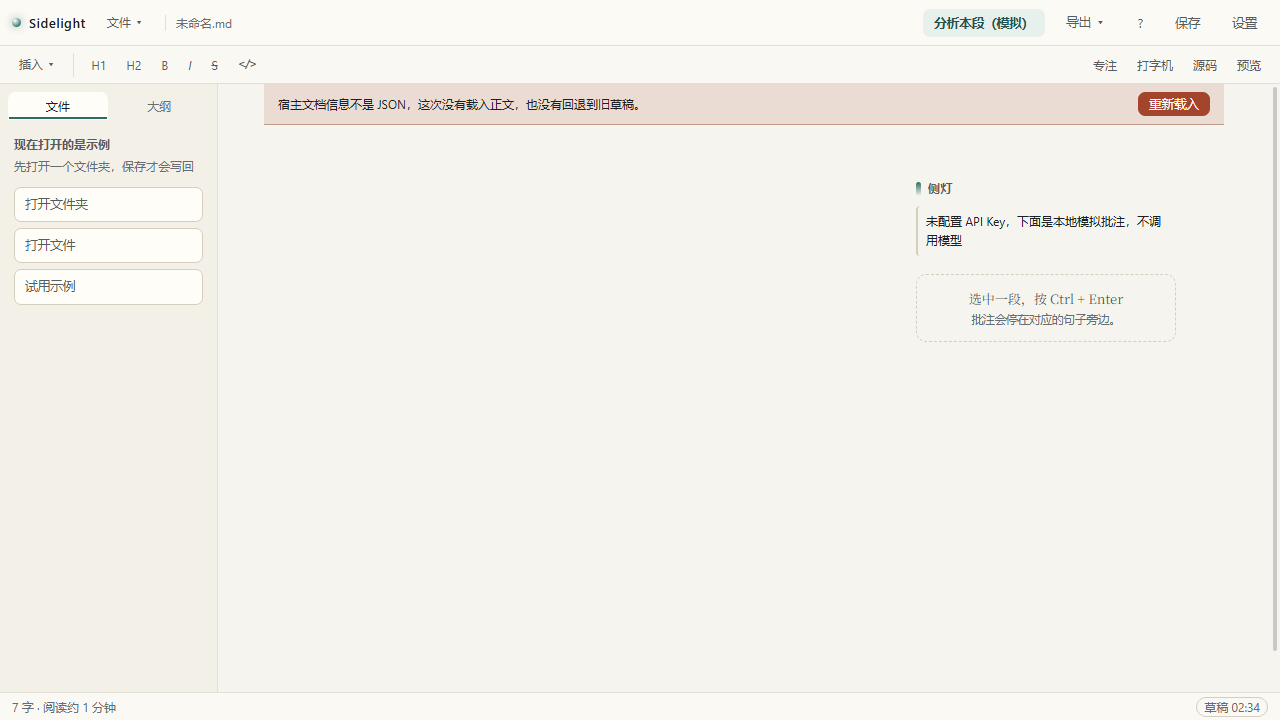 Sidelight
文件
未命名.md
分析本段（模拟）
导出
?
保存
设置
插入
H1
H2
B
I
S
</>
专注
打字机
源码
预览
文件
大纲
现在打开的是示例
先打开一个文件夹，保存才会写回
打开文件夹
打开文件
试用示例
宿主文档信息不是 JSON，这次没有载入正文，也没有回退到旧草稿。
重新载入
侧灯
未配置 API Key，下面是本地模拟批注，不调
用模型
选中一段，按 Ctrl + Enter
批注会停在对应的句子旁边。
7 字 · 阅读约 1 分钟
草稿 02:34